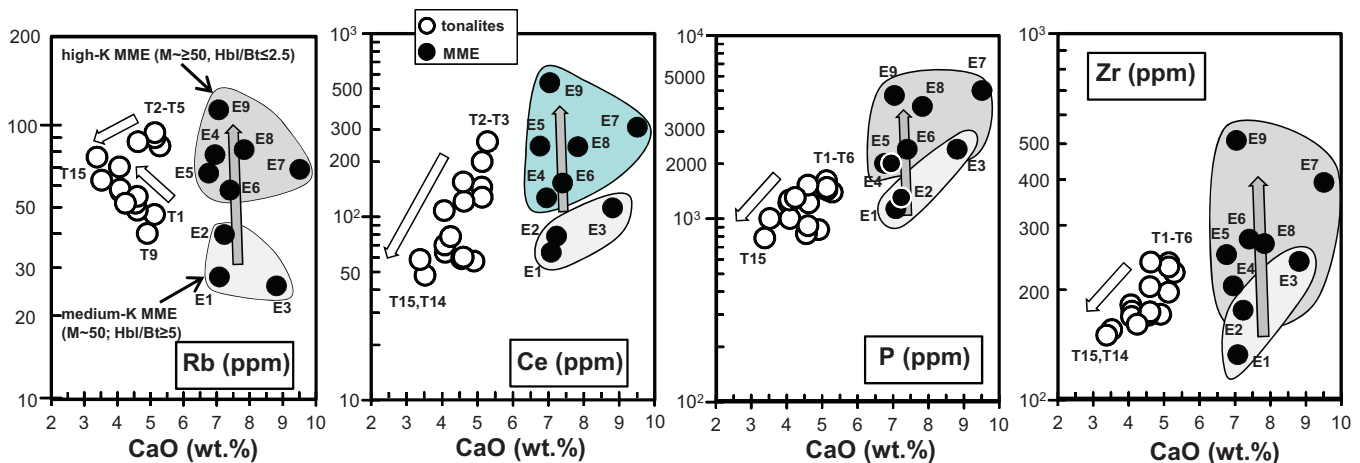 200
100
80
50
40
30
20
10
high-K MME (M~≥50, Hbl/Bt≤2.5)
T2-T5
E9
E4
E8
E5
E7
E6
T15
T1
T9
E2
E1
E3
medium-K MME
(M~50; Hbl/Bt≥5)
Rb (ppm)
2 3 4 5 6 7 8 9 10
CaO (wt.%)
10³
500
300
200
10²
80
50
10
tonalites
MME
E9
T2-T3
E5
E7
E8
E4
E6
E2
E3
E1
T15,T14
Ce (ppm)
2 3 4 5 6 7 8 9 10
CaO (wt.%)
10⁴
5000
3000
2000
10³
10²
E7
E9
E8
E5
E6
E3
T1-T6
E4
E2
E1
T15
P (ppm)
2 3 4 5 6 7 8 9 10
CaO (wt.%)
10³
500
400
300
200
10²
Zr (ppm)
E9
E7
E6
E5
E8
T1-T6
E4
E3
E2
E1
T15,T14
2 3 4 5 6 7 8 9 10
CaO (wt.%)